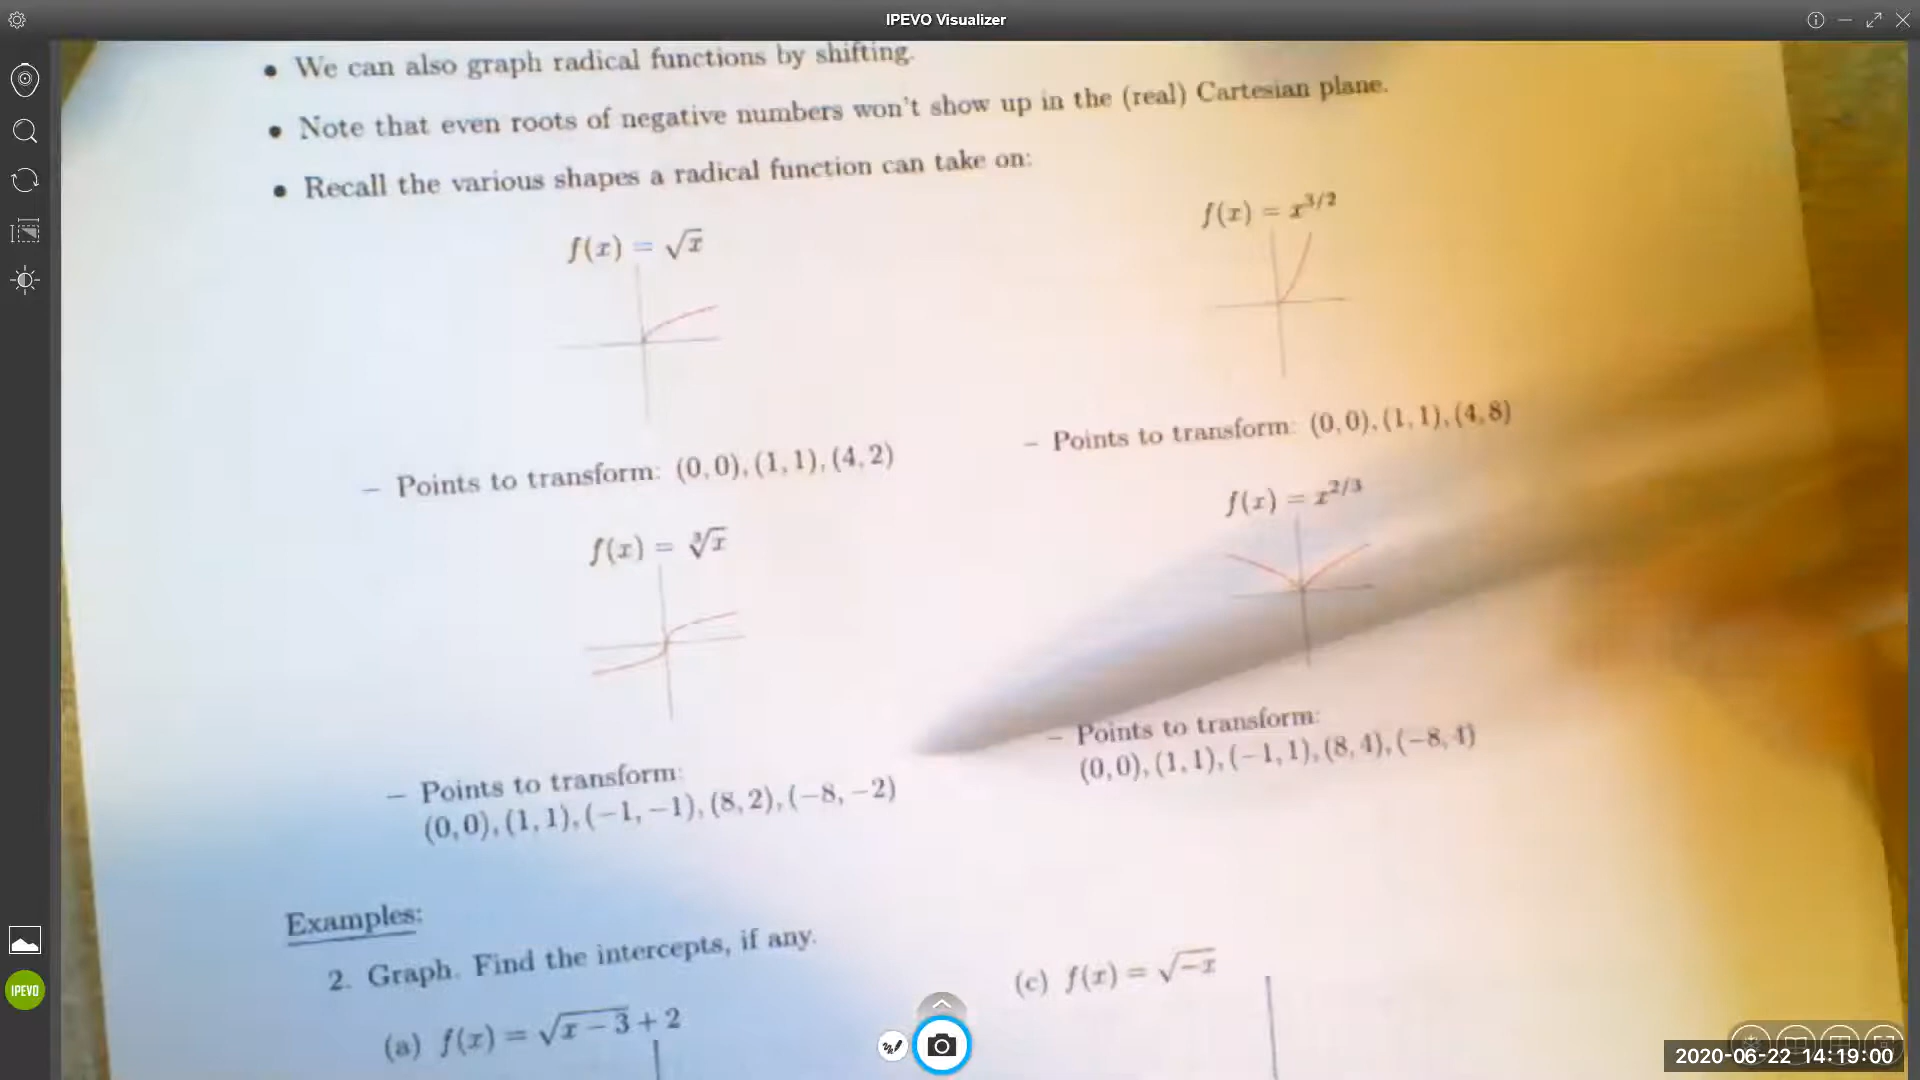 IPEVO Visualizer
• We can also graph radical functions by shifting.
• Note that even roots of negative numbers won't show up in the (real) Cartesian plane.
• Recall the various shapes a radical function can take on:
f(x) = √x
f(x) = x^{3/2}
– Points to transform: (0,0),(1,1),(4,2)
– Points to transform: (0,0),(1,1),(4,8)
f(x) = ∛x
f(x) = x^{2/3}
– Points to transform:
(0,0),(1,1),(−1,−1),(8,2),(−8,−2)
– Points to transform:
(0,0),(1,1),(−1,1),(8,4),(−8,4)
Examples:
2. Graph. Find the intercepts, if any.
(a) f(x) = √(x − 3) + 2
(c) f(x) = √(−x)
IPEVO
2020-06-22 14:19:00